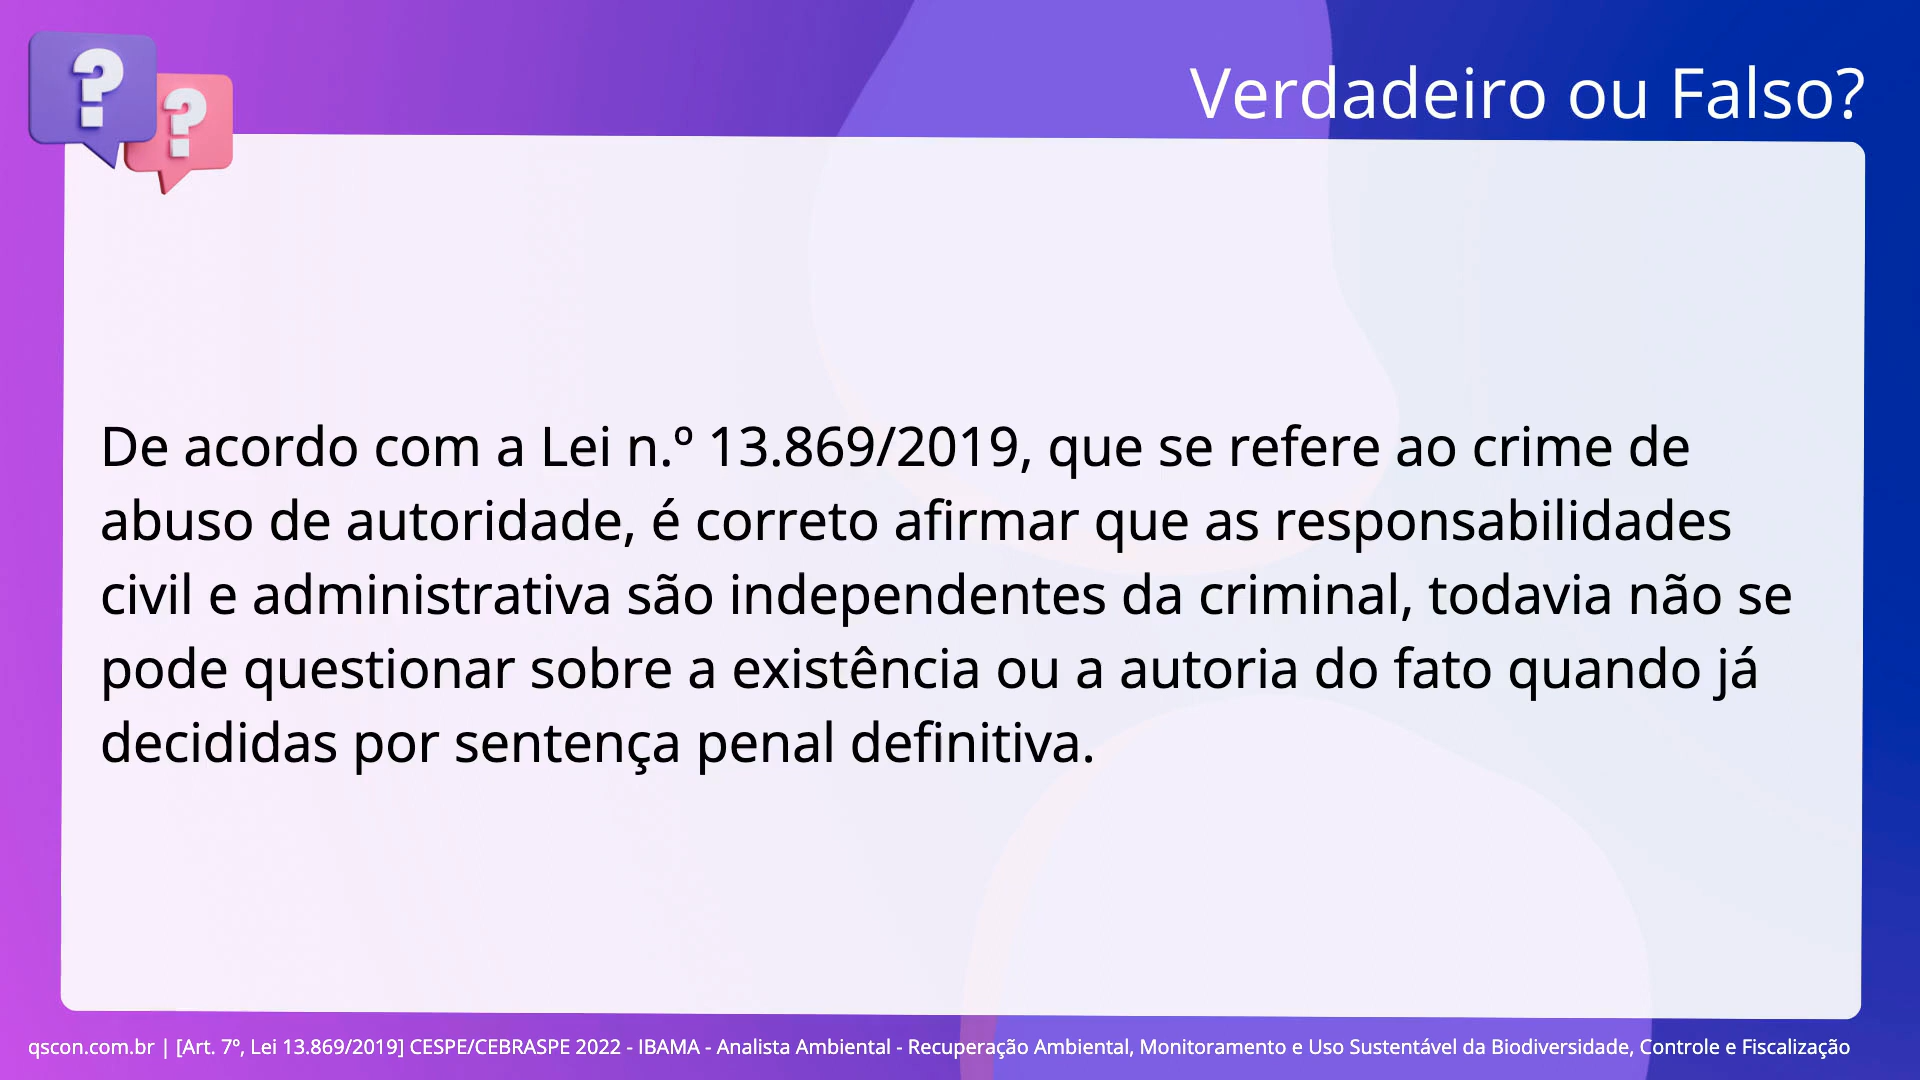 ? ?
Verdadeiro ou Falso?
De acordo com a Lei n.º 13.869/2019, que se refere ao crime de
abuso de autoridade, é correto afirmar que as responsabilidades
civil e administrativa são independentes da criminal, todavia não se
pode questionar sobre a existência ou a autoria do fato quando já
decididas por sentença penal definitiva.
qscon.com.br | [Art. 7º, Lei 13.869/2019] CESPE/CEBRASPE 2022 - IBAMA - Analista Ambiental - Recuperação Ambiental, Monitoramento e Uso Sustentável da Biodiversidade, Controle e Fiscalização